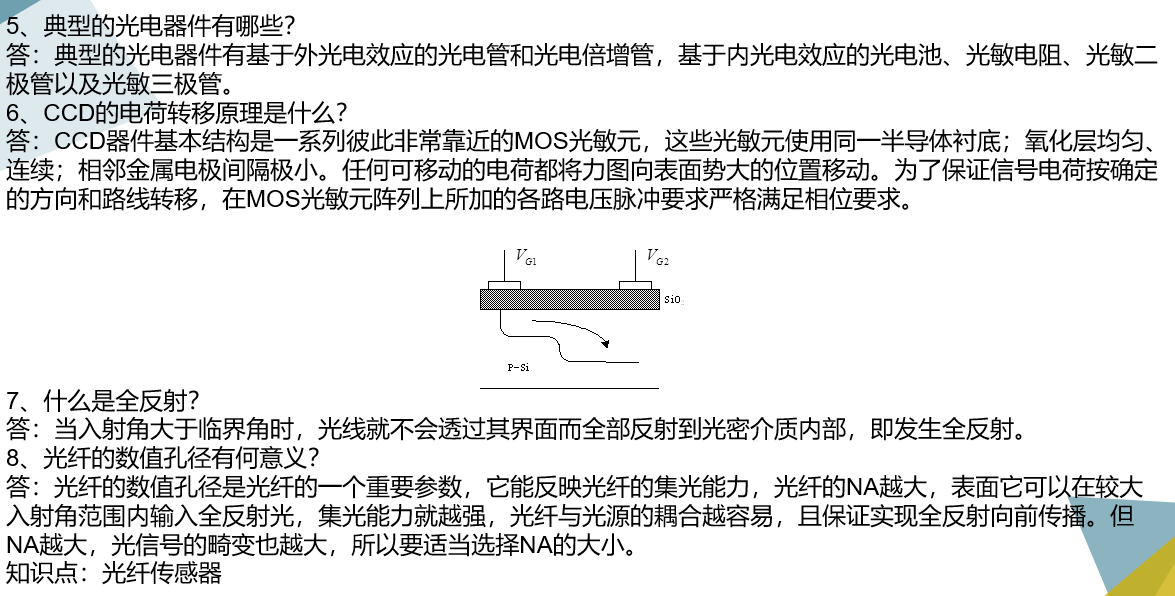 5、典型的光电器件有哪些？
答：典型的光电器件有基于外光电效应的光电管和光电倍增管，基于内光电效应的光电池、光敏电阻、光敏二
极管以及光敏三极管。
6、CCD的电荷转移原理是什么？
答：CCD器件基本结构是一系列彼此非常靠近的MOS光敏元，这些光敏元使用同一半导体衬底；氧化层均匀、
连续；相邻金属电极间隔极小。任何可移动的电荷都将力图向表面势大的位置移动。为了保证信号电荷按确定
的方向和路线转移，在MOS光敏元阵列上所加的各路电压脉冲要求严格满足相位要求。
VG1 VG2
SiO2
P-Si
7、什么是全反射？
答：当入射角大于临界角时，光线就不会透过其界面而全部反射到光密介质内部，即发生全反射。
8、光纤的数值孔径有何意义？
答：光纤的数值孔径是光纤的一个重要参数，它能反映光纤的集光能力，光纤的NA越大，表面它可以在较大
入射角范围内输入全反射光，集光能力就越强，光纤与光源的耦合越容易，且保证实现全反射向前传播。但
NA越大，光信号的畸变也越大，所以要适当选择NA的大小。
知识点：光纤传感器